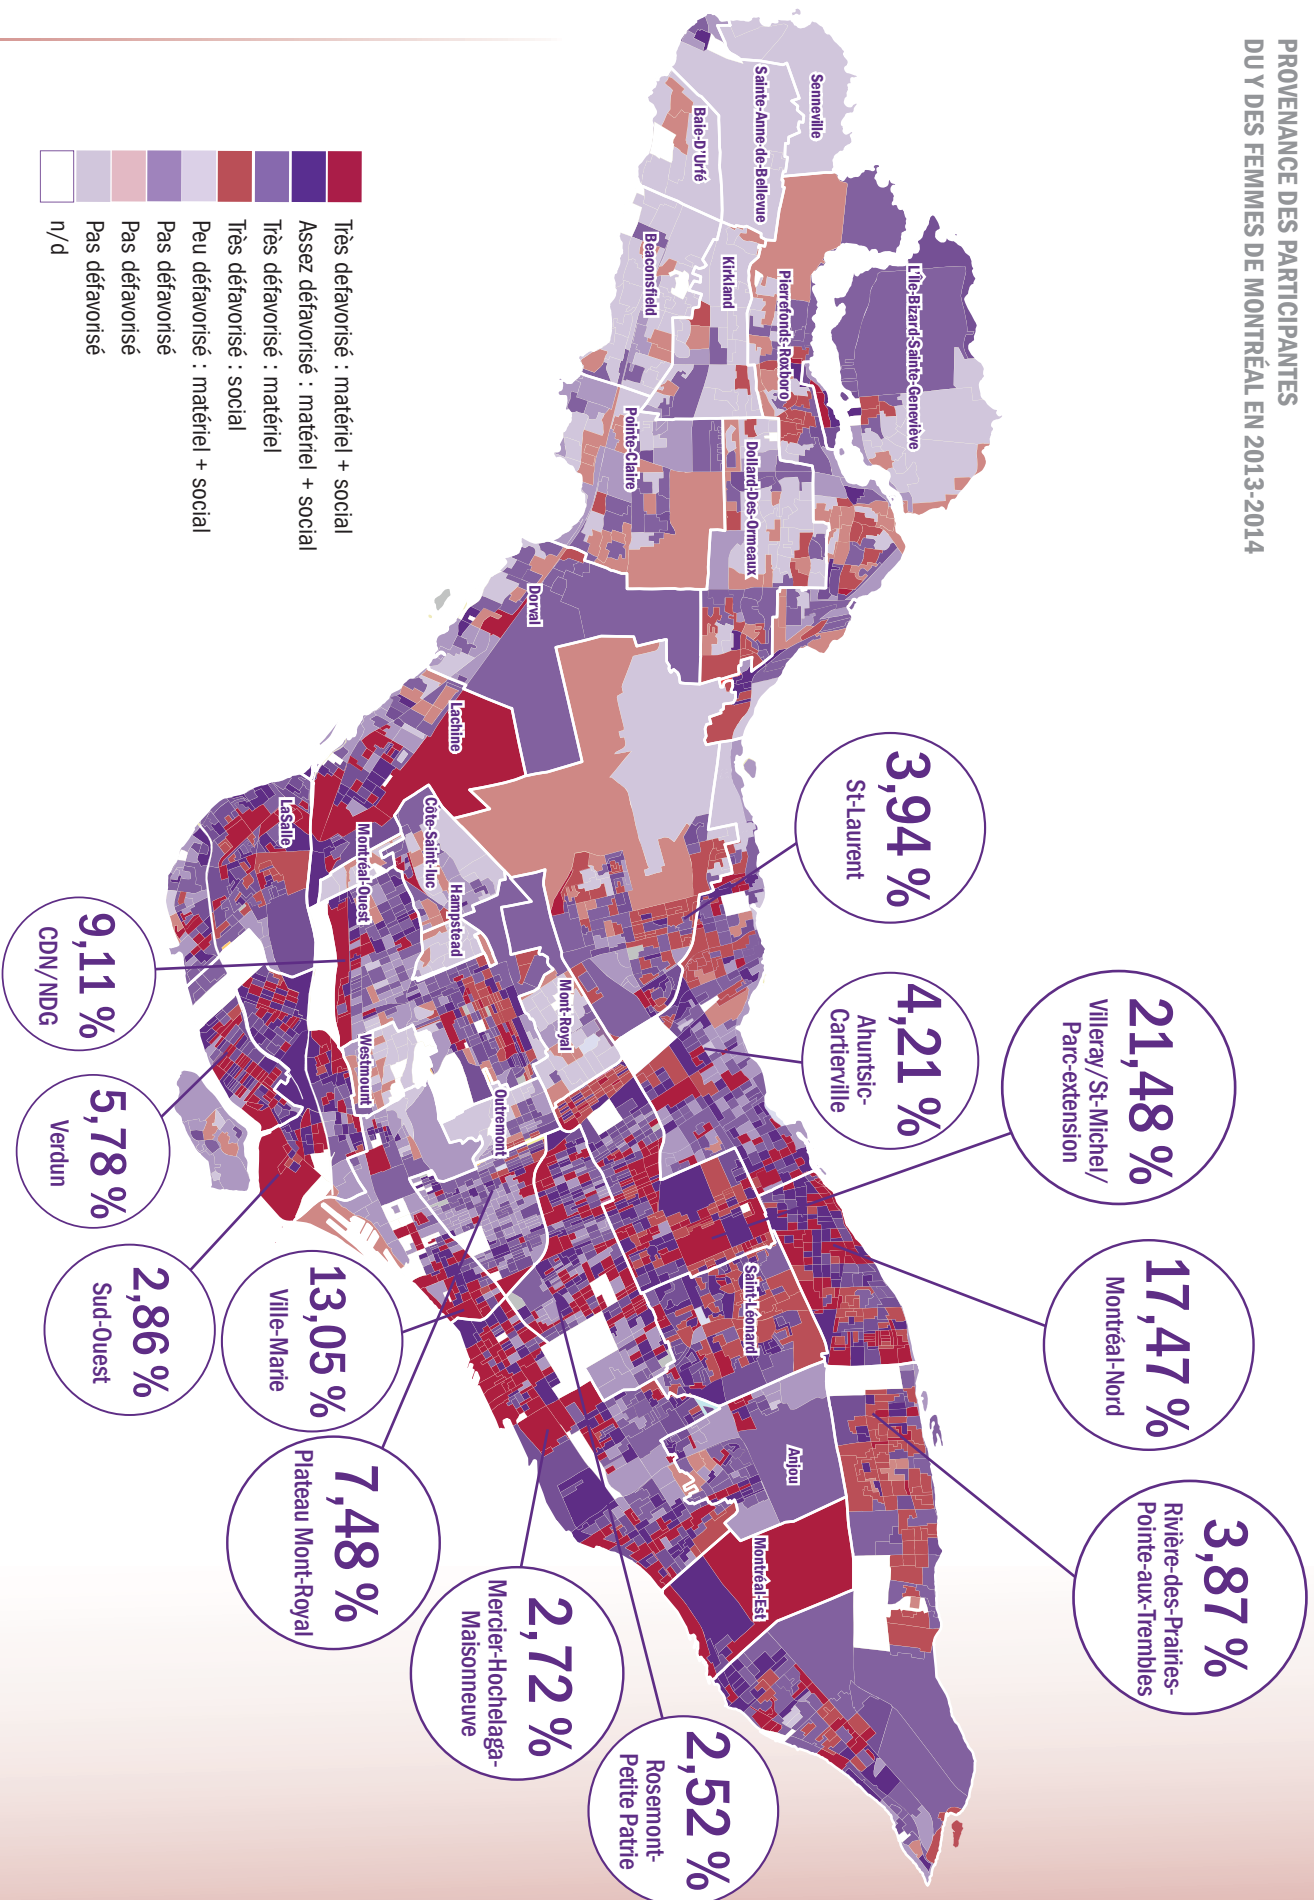 PROVENANCE DES PARTICIPANTES
DU Y DES FEMMES DE MONTRÉAL EN 2013-2014
Senneville
Sainte-Anne-de-Bellevue
Baie-D'Urfé
Beaconsfield
Kirkland
Pierrefonds-Roxboro
L'Île-Bizard-Sainte-Geneviève
Pointe-Claire
Dollard-Des-Ormeaux
Dorval
Lachine
LaSalle
Côte-Saint-luc
Montréal-Ouest
Hampstead
Mont-Royal
Westmount
Outremont
Saint-Léonard
Anjou
Montréal-Est
3,94 %
St-Laurent
4,21 %
Ahuntsic-
Cartierville
21,48 %
Villeray/St-Michel/
Parc-extension
17,47 %
Montréal-Nord
3,87 %
Rivière-des-Prairies-
Pointe-aux-Trembles
9,11 %
CDN/NDG
5,78 %
Verdun
2,86 %
Sud-Ouest
13,05 %
Ville-Marie
7,48 %
Plateau Mont-Royal
2,72 %
Mercier-Hochelaga-
Maisonneuve
2,52 %
Rosemont-
Petite Patrie
Très defavorisé : matériel + social
Assez défavorisé : matériel + social
Très défavorisé : matériel
Très défavorisé : social
Peu défavorisé : matériel + social
Pas défavorisé
Pas défavorisé
Pas défavorisé
n/d